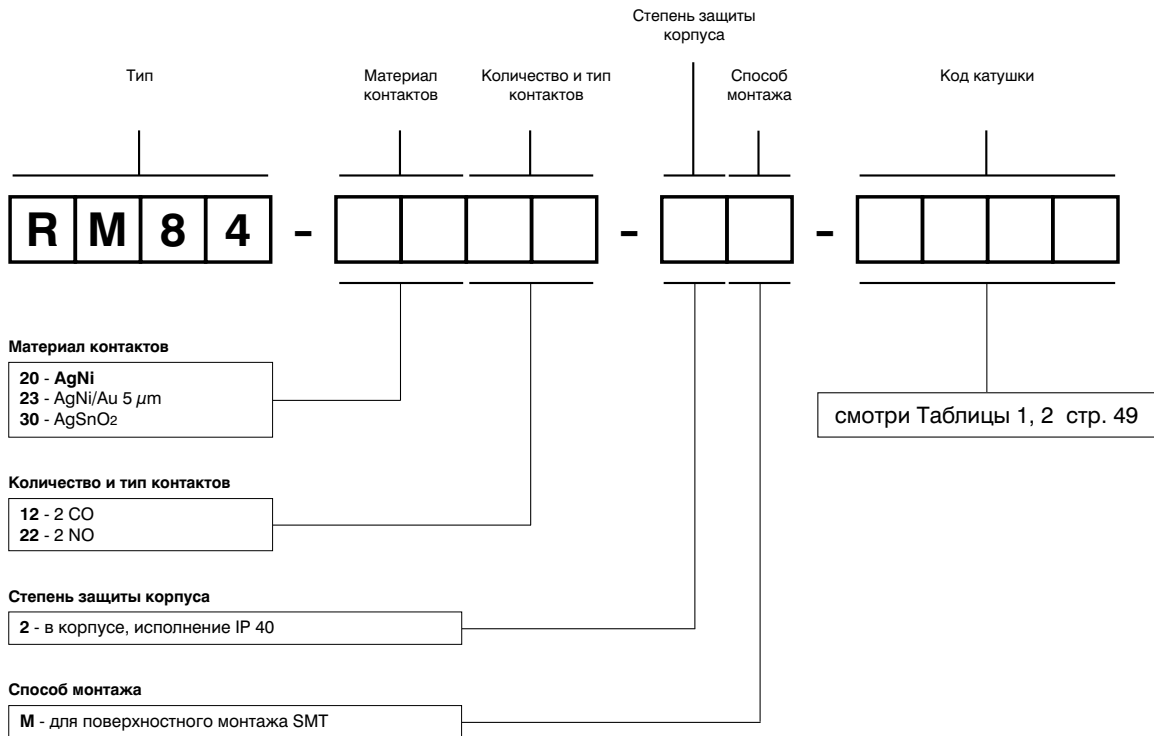 Степень защиты
корпуса
Тип
Материал
контактов
Количество и тип
контактов
Способ
монтажа
Код катушки
R M 8 4 - - -
Материал контактов
20 - AgNi
23 - AgNi/Au 5 µm
30 - AgSnO2
смотри Таблицы 1, 2 стр. 49
Количество и тип контактов
12 - 2 CO
22 - 2 NO
Степень защиты корпуса
2 - в корпусе, исполнение IP 40
Способ монтажа
M - для поверхностного монтажа SMT